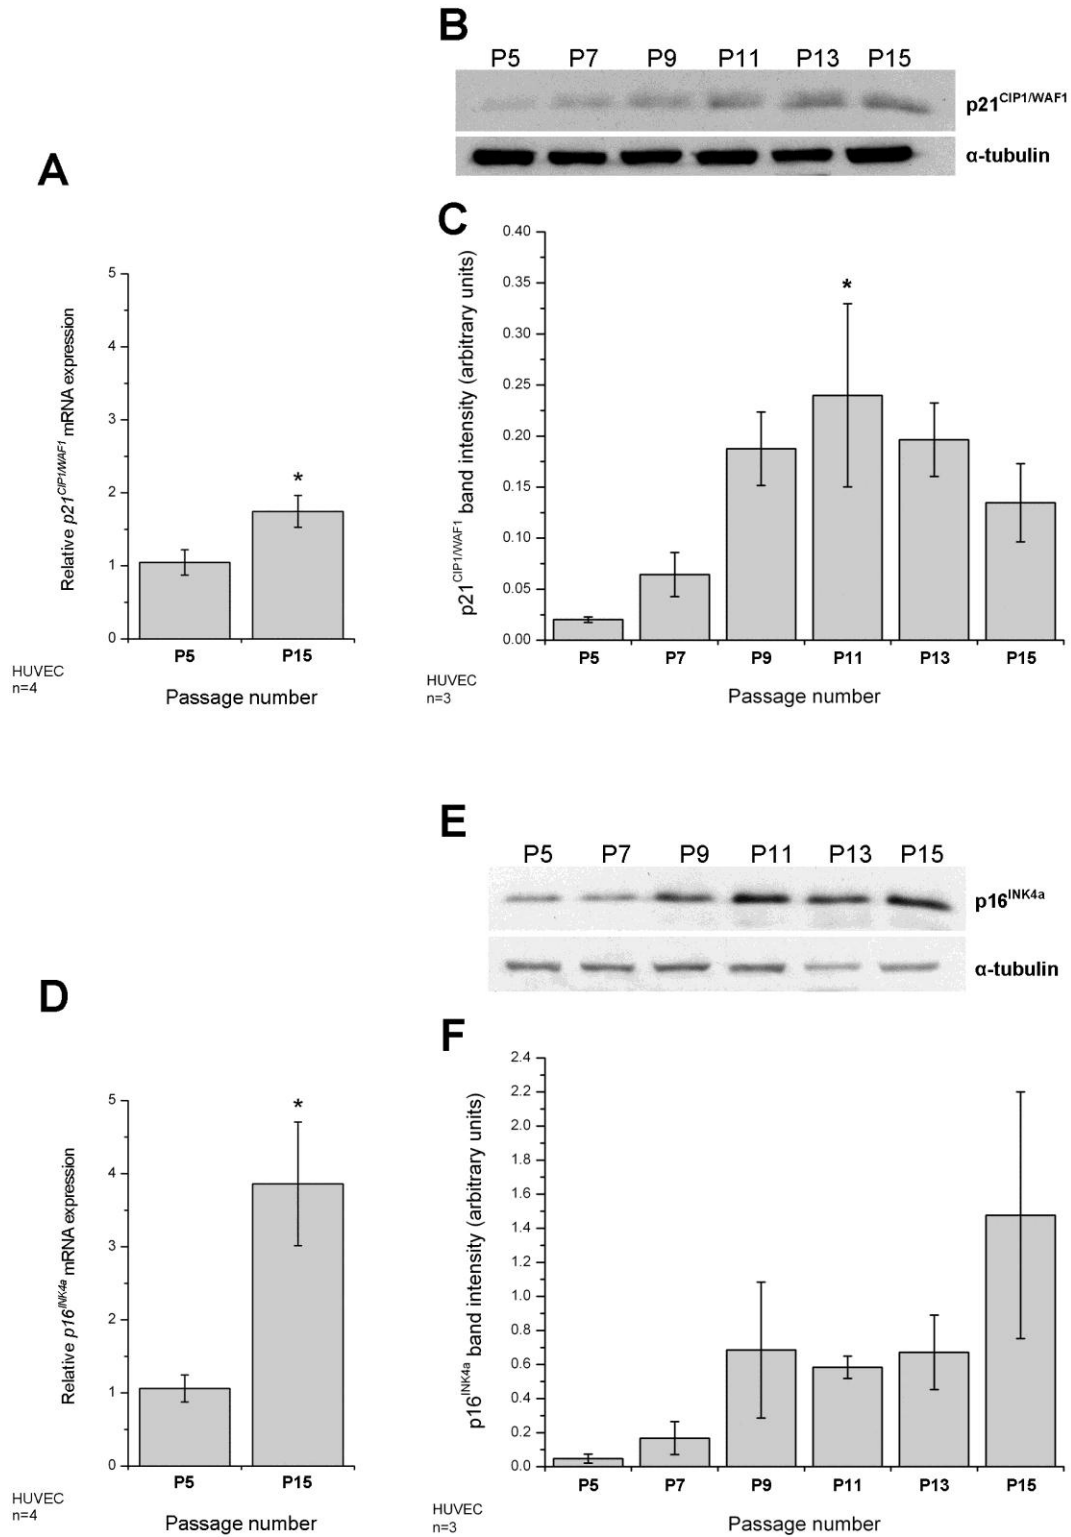 B
P5 P7 P9 P11 P13 P15
p21CIP1/WAF1
α-tubulin
A
5
4
3
2
1
0
Relative p21CIP1/WAF1 mRNA expression
*
P5 P15
HUVEC
n=4
Passage number
C
0.40
0.35
0.30
0.25
0.20
0.15
0.10
0.05
0.00
p21CIP1/WAF1 band intensity (arbitrary units)
*
P5 P7 P9 P11 P13 P15
HUVEC
n=3
Passage number
E
P5 P7 P9 P11 P13 P15
p16INK4a
α-tubulin
D
5
4
3
2
1
0
Relative p16INK4a mRNA expression
*
P5 P15
HUVEC
n=4
Passage number
F
2.4
2.2
2.0
1.8
1.6
1.4
1.2
1.0
0.8
0.6
0.4
0.2
0.0
p16INK4a band intensity (arbitrary units)
P5 P7 P9 P11 P13 P15
HUVEC
n=3
Passage number